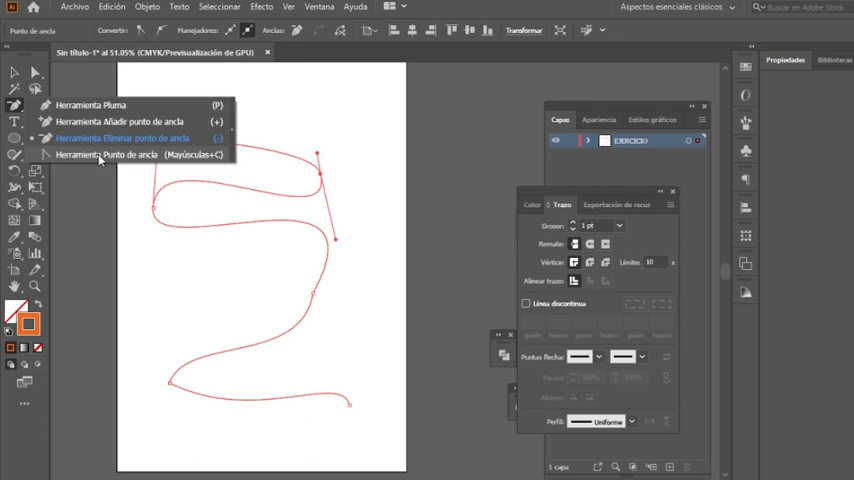 Ai Archivo Edición Objeto Texto Seleccionar Efecto Ver Ventana Ayuda Aspectos esenciales clásicos Buscar en Adobe Stock
Punto de ancla Convertir: Manejadores: Anclas: Transformar
Sin título-1* al 51.05% (CMYK/Previsualización de GPU) ×
Propiedades Bibliotecas
Herramienta Pluma (P)
Herramienta Añadir punto de ancla (+)
Herramienta Eliminar punto de ancla (-)
Herramienta Punto de ancla (Mayúsculas+C)
Capas Apariencia Estilos gráficos
EJERCICIO
Color Trazo Exportación de recur
Grosor: 1 pt
Remate:
Vértice: Límite: 10 x
Alinear trazo:
Línea discontinua
guión hueco guión hueco guión hueco
Puntas flecha:
Escala: 100% 100%
Alinear:
Perfil: Uniforme
1 capa